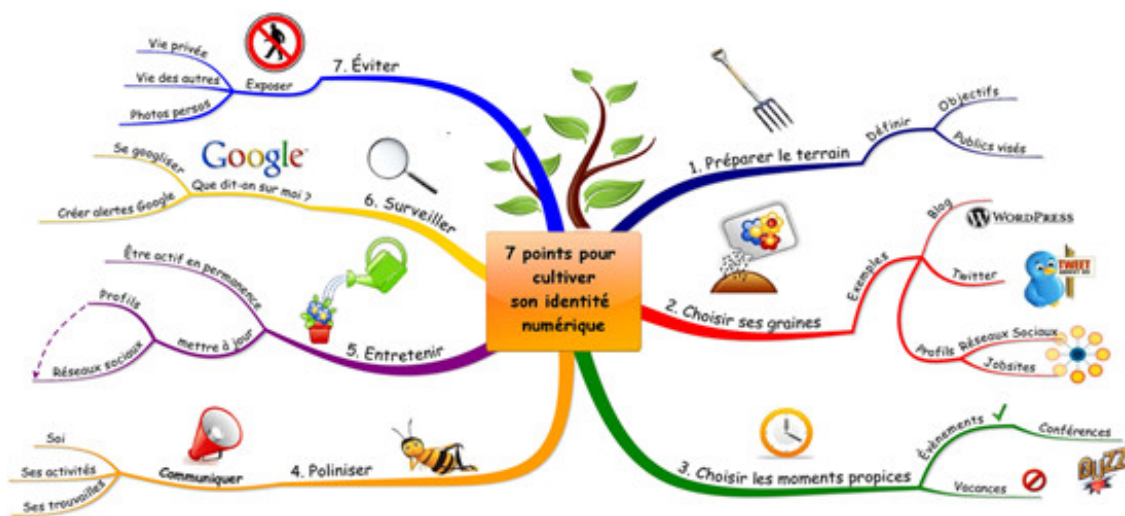 7 points pour
cultiver
son identité
numérique
1. Préparer le terrain
Définir
Objectifs
Publics visés
2. Choisir ses graines
Exemples
Blog
WORDPRESS
Twitter
TWEET
Profils
Réseaux Sociaux
Jobsites
3. Choisir les moments propices
Évènements
Conférences
BUZZ
Vacances
4. Poliniser
Communiquer
Soi
Ses activités
Ses trouvailles
5. Entretenir
Être actif en permanence
mettre à jour
Profils
Réseaux sociaux
6. Surveiller
Que dit-on sur moi ?
Google
Se googliser
Créer alertes Google
7. Éviter
Exposer
Vie privée
Vie des autres
Photos persos